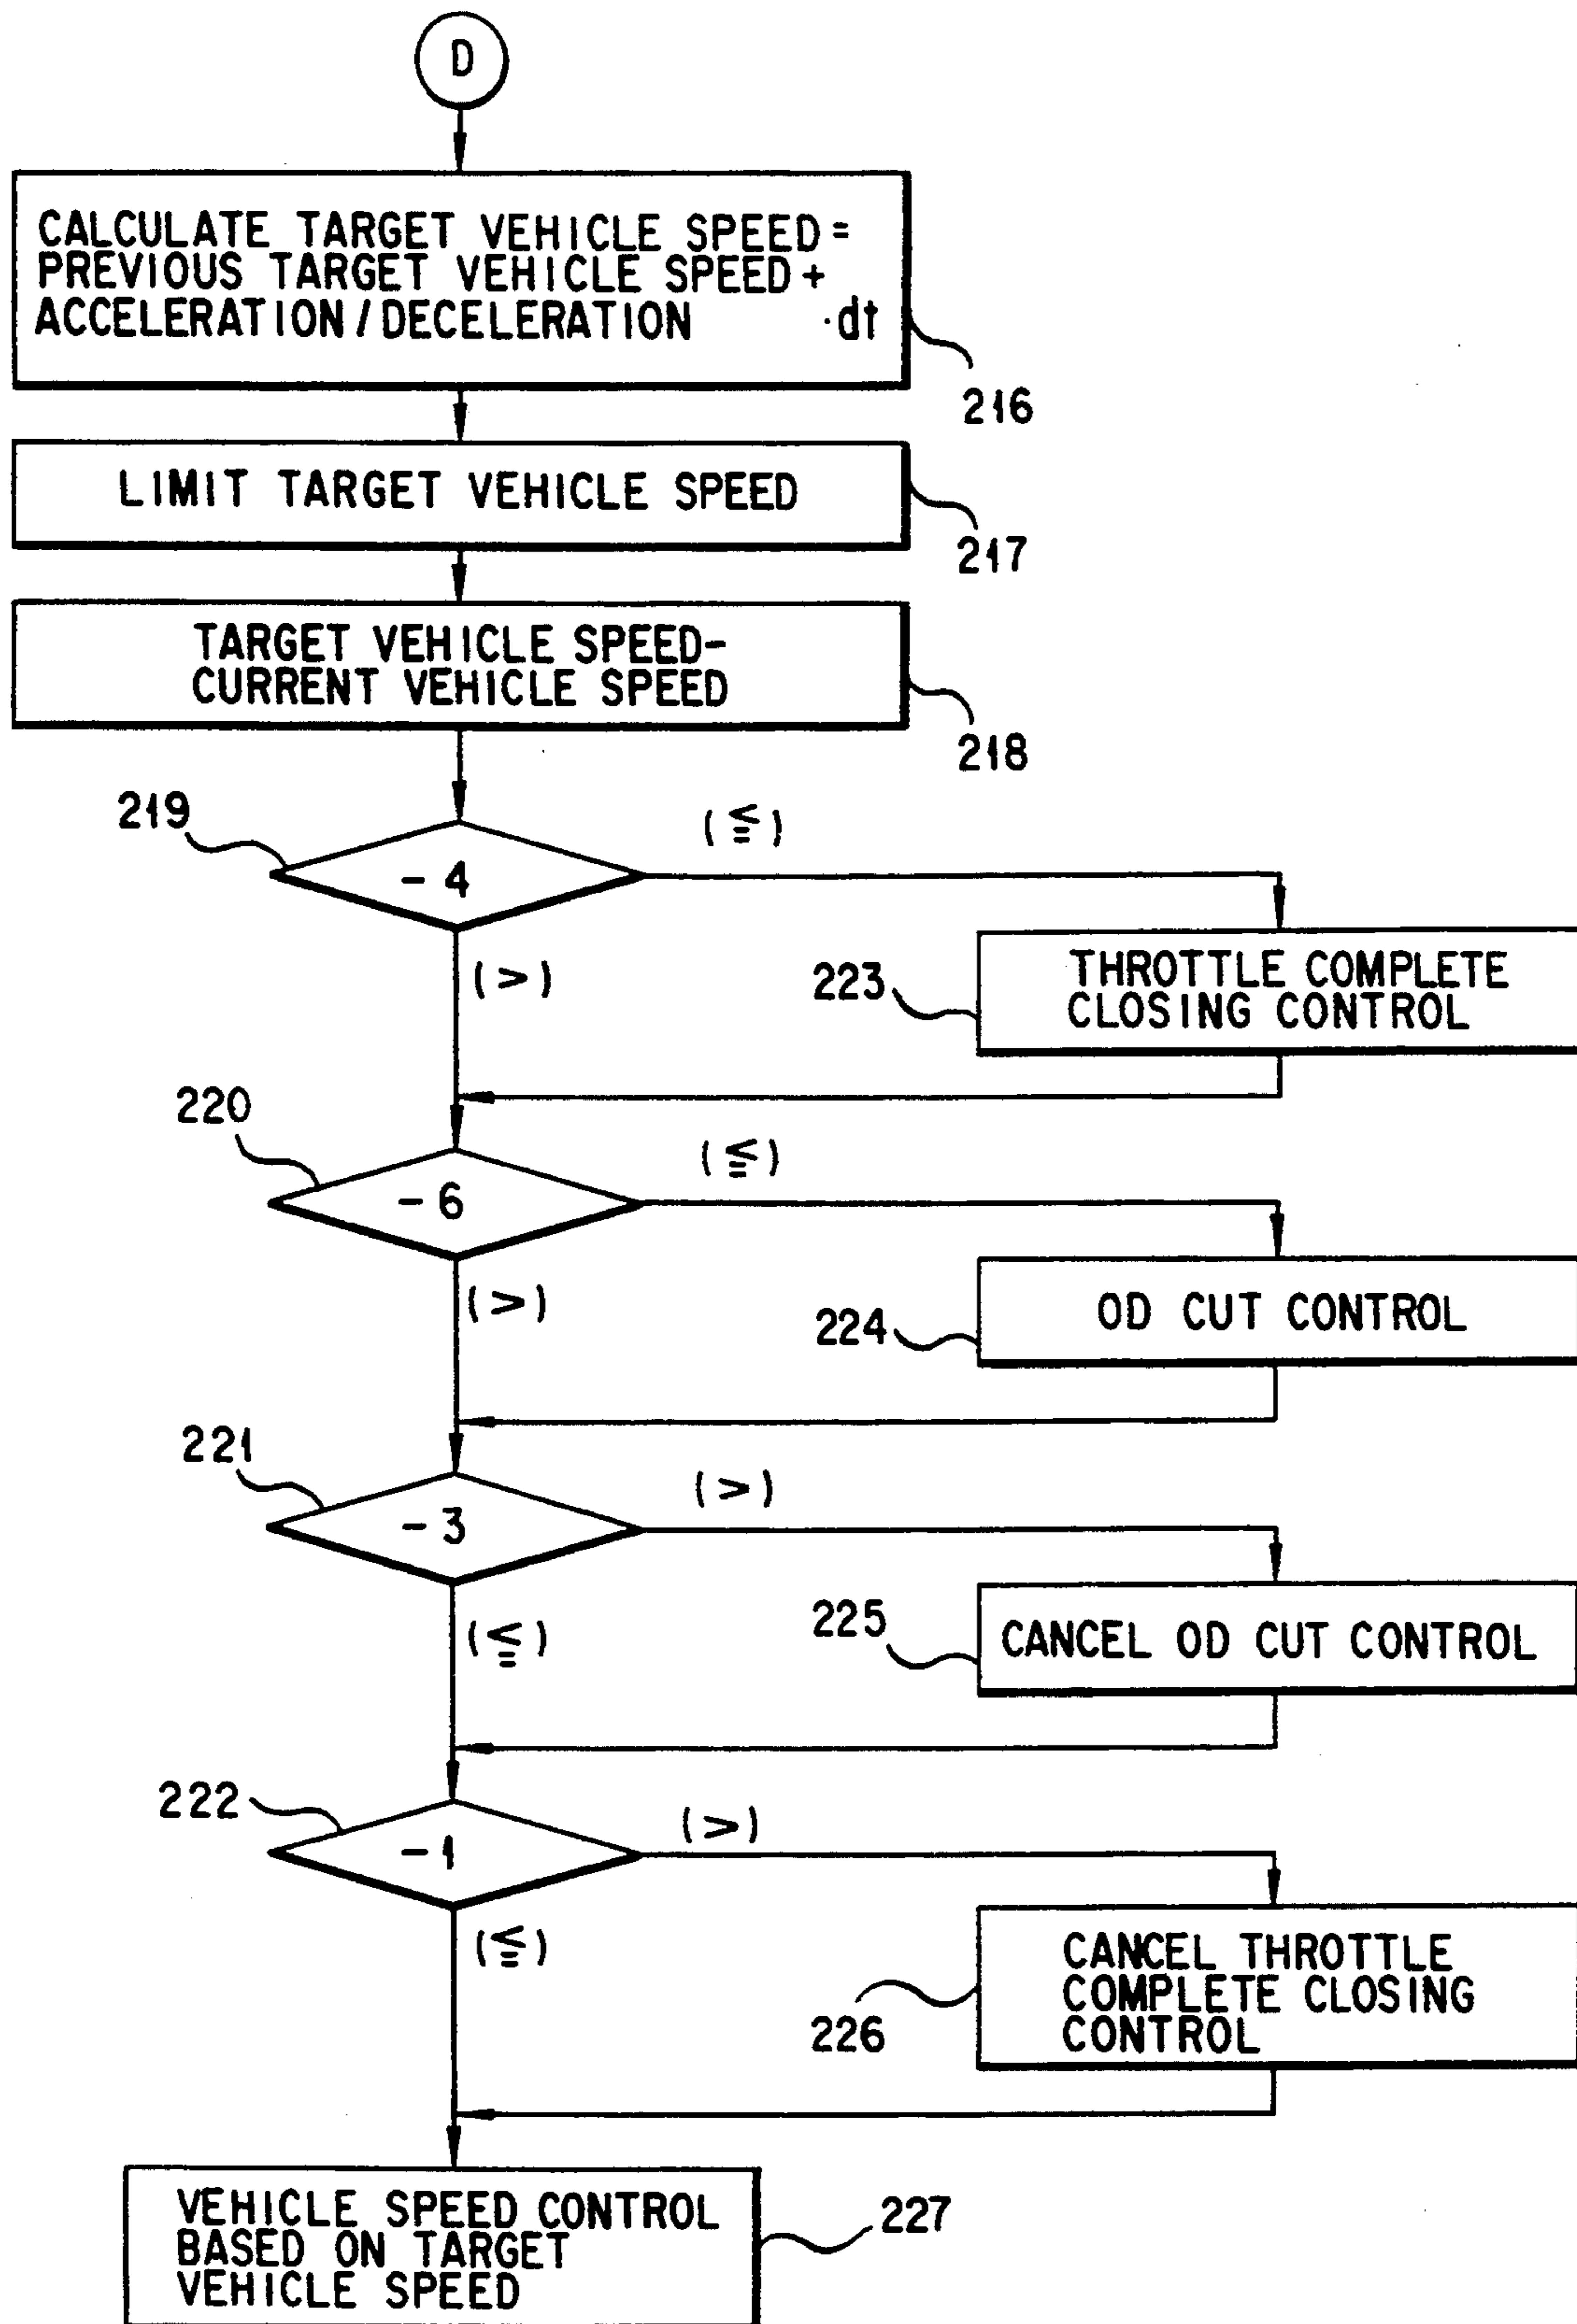 D
CALCULATE TARGET VEHICLE SPEED =
PREVIOUS TARGET VEHICLE SPEED +
ACCELERATION / DECELERATION ·dt
216
LIMIT TARGET VEHICLE SPEED
217
TARGET VEHICLE SPEED-
CURRENT VEHICLE SPEED
218
219
(≦)
- 4
(>)
223
THROTTLE COMPLETE
CLOSING CONTROL
220
(≦)
- 6
(>)
224
OD CUT CONTROL
221
(>)
- 3
(≦)
225
CANCEL OD CUT CONTROL
222
(>)
- 1
(≦)
226
CANCEL THROTTLE
COMPLETE CLOSING
CONTROL
VEHICLE SPEED CONTROL
BASED ON TARGET
VEHICLE SPEED
227